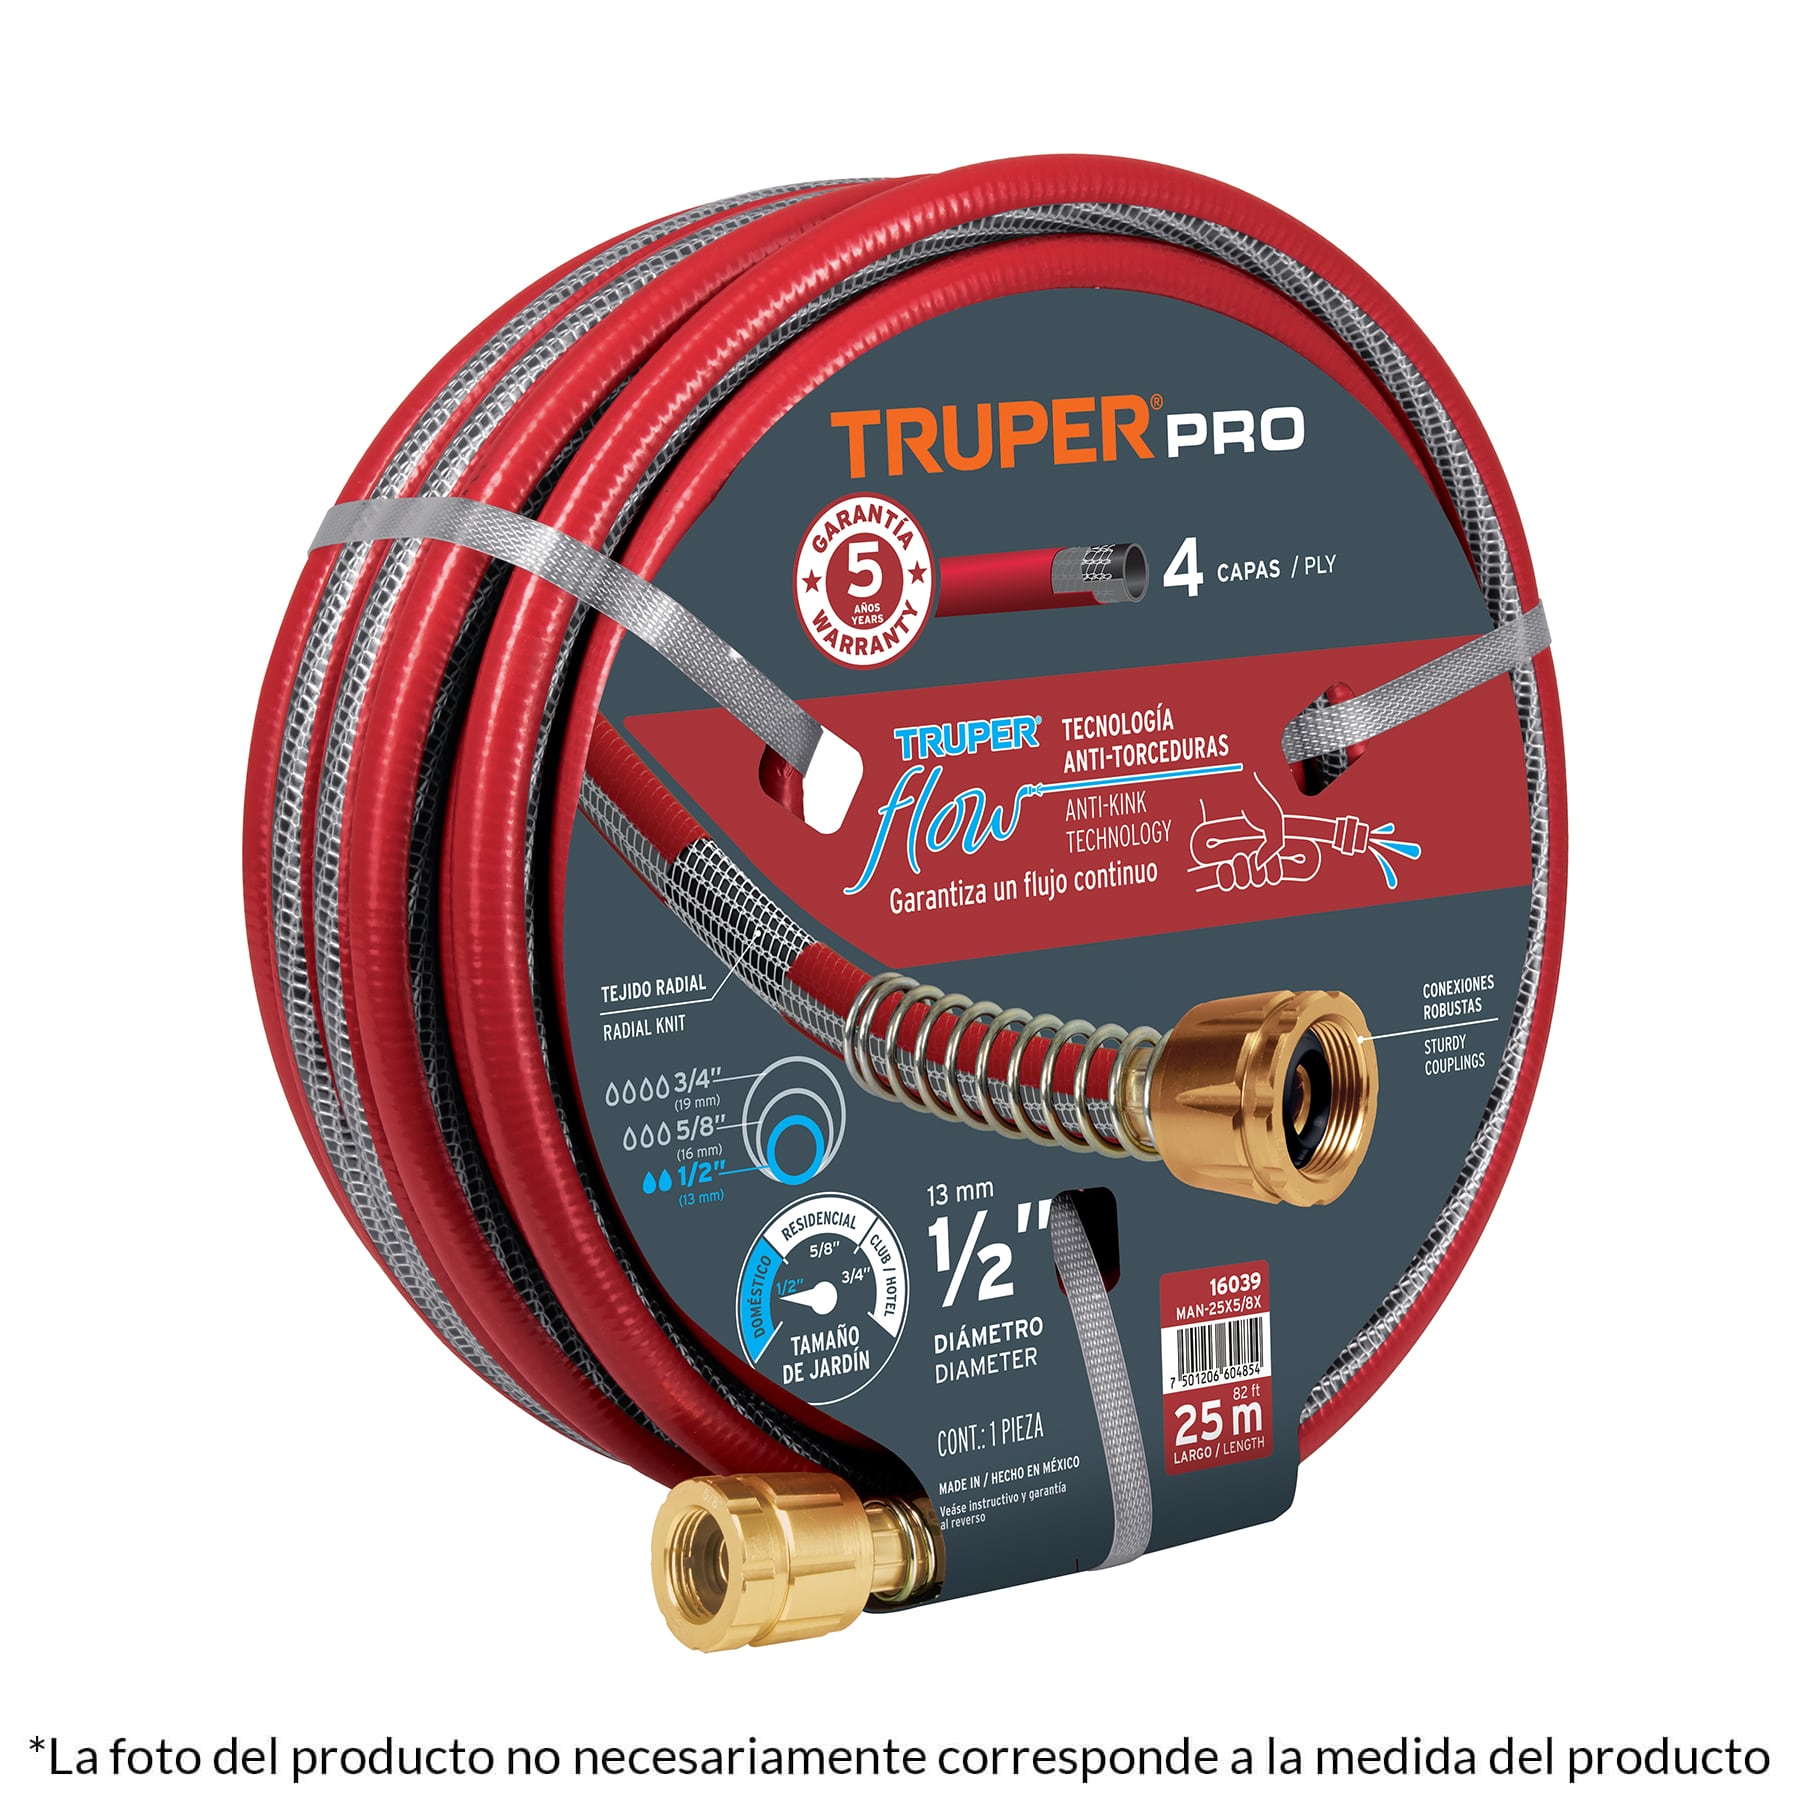 TRUPER® PRO
GARANTÍA
5
AÑOS
YEARS
WARRANTY
4 CAPAS / PLY
TRUPER®
flow
TECNOLOGÍA
ANTI-TORCEDURAS
ANTI-KINK
TECHNOLOGY
Garantiza un flujo continuo
TEJIDO RADIAL
RADIAL KNIT
CONEXIONES
ROBUSTAS
STURDY
COUPLINGS
3/4"
(19 mm)
5/8"
(16 mm)
1/2"
(13 mm)
DOMÉSTICO
RESIDENCIAL
CLUB / HOTEL
1/2"
5/8"
3/4"
TAMAÑO
DE JARDÍN
13 mm
1/2"
DIÁMETRO
DIAMETER
CONT.: 1 PIEZA
MADE IN / HECHO EN MÉXICO
Veáse instructivo y garantía
al reverso
16039
MAN-25X5/8X
7 501206 604854
82 ft
25 m
LARGO / LENGTH
5/8"
*La foto del producto no necesariamente corresponde a la medida del producto